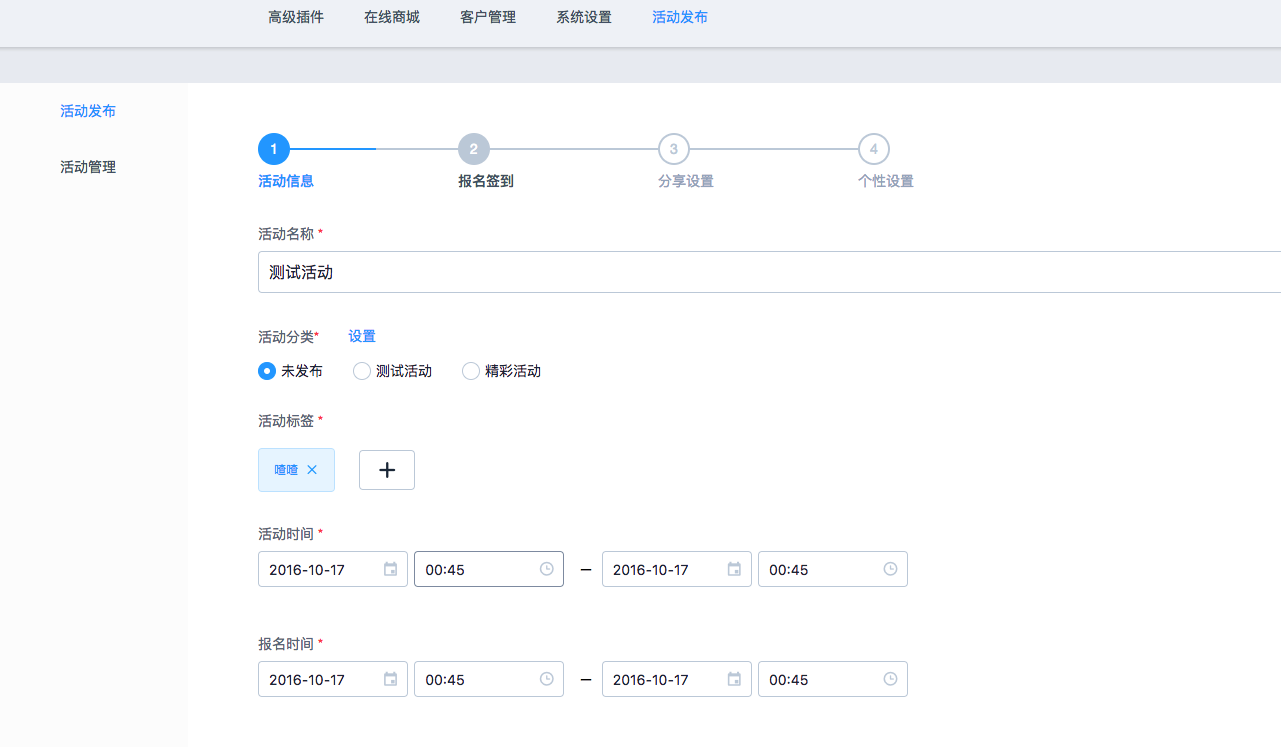 高级插件 在线商城 客户管理 系统设置 活动发布
活动发布
活动管理
1 2 3 4
活动信息 报名签到 分享设置 个性设置
活动名称 *
测试活动
活动分类* 设置
未发布 测试活动 精彩活动
活动标签 *
喳喳
活动时间 *
2016-10-17 00:45 — 2016-10-17 00:45
报名时间 *
2016-10-17 00:45 — 2016-10-17 00:45